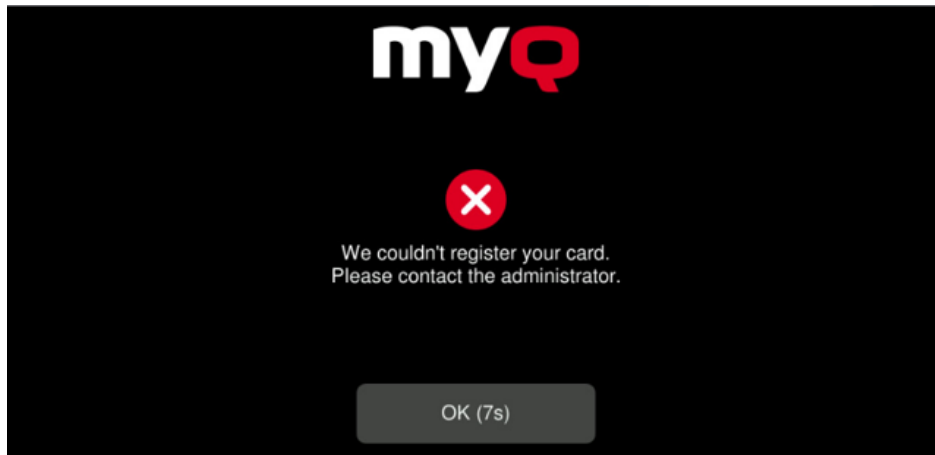 myQ
We couldn't register your card.
Please contact the administrator.
OK (7s)